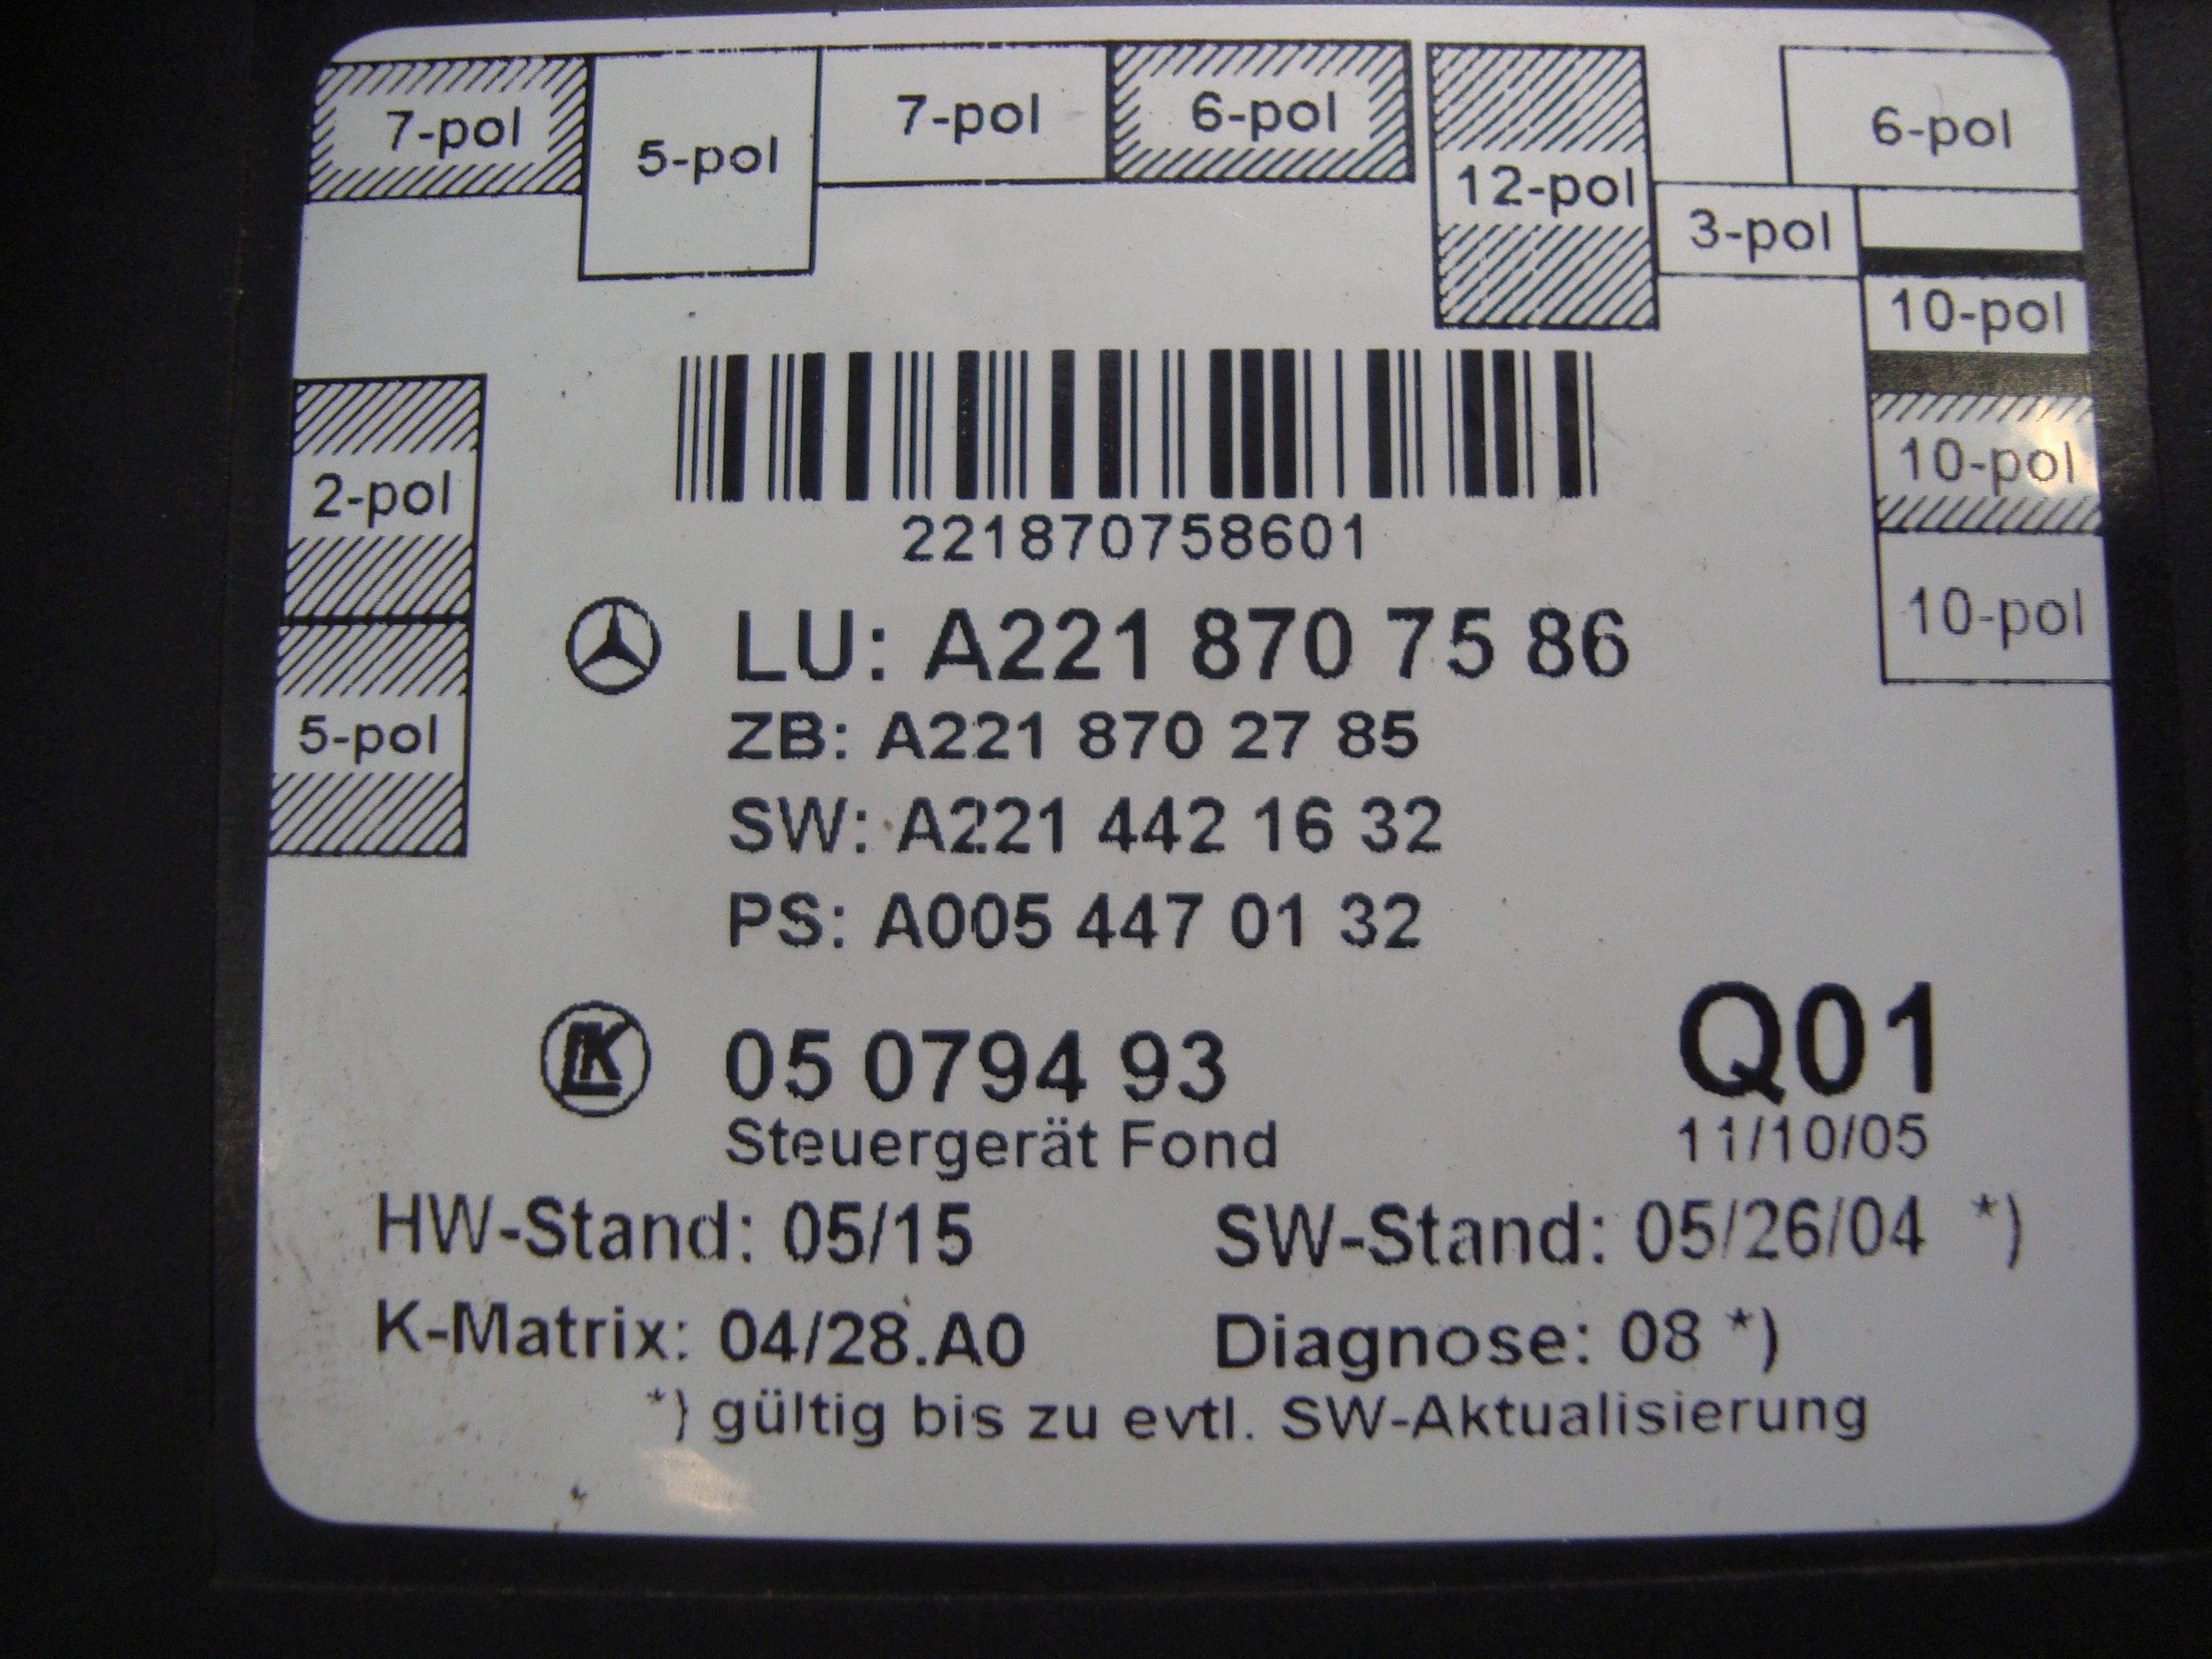 7-pol
5-pol
7-pol
6-pol
12-pol
6-pol
3-pol
10-pol
10-pol
10-pol
2-pol
5-pol
221870758601
LU: A221 870 75 86
ZB: A221 870 27 85
SW: A221 442 16 32
PS: A005 447 01 32
LK 05 0794 93
Q01
Steuergerät Fond
11/10/05
HW-Stand: 05/15 SW-Stand: 05/26/04 *)
K-Matrix: 04/28.A0 Diagnose: 08 *)
*) gültig bis zu evtl. SW-Aktualisierung